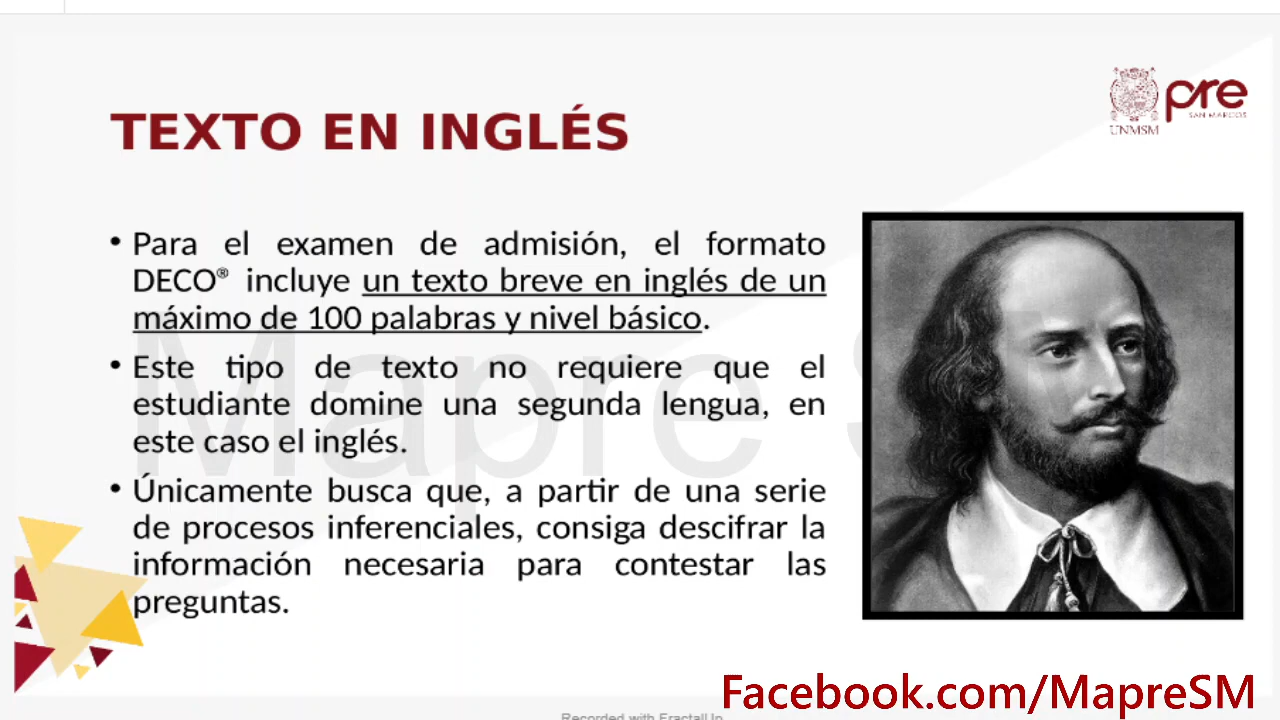 UNMSM
pre
SAN MARCOS
TEXTO EN INGLÉS
• Para el examen de admisión, el formato
DECO® incluye un texto breve en inglés de un
máximo de 100 palabras y nivel básico.
• Este tipo de texto no requiere que el
estudiante domine una segunda lengua, en
este caso el inglés.
• Únicamente busca que, a partir de una serie
de procesos inferenciales, consiga descifrar la
información necesaria para contestar las
preguntas.
Mapre S
Facebook.com/MapreSM
Recorded with